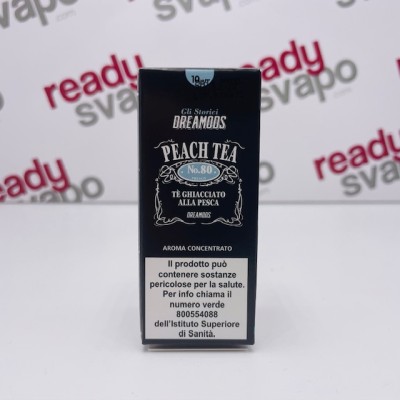 ready
svapo
ready
svapo
ready
svapo
10ml
Gli Storici
DREAMODS
PEACH TEA
No.80
TÈ GHIACCIATO
ALLA PESCA
DREAMODS
AROMA CONCENTRATO
Il prodotto può
contenere sostanze
pericolose per la salute.
Per info chiama il
numero verde
800554088
dell'Istituto Superiore
di Sanità.